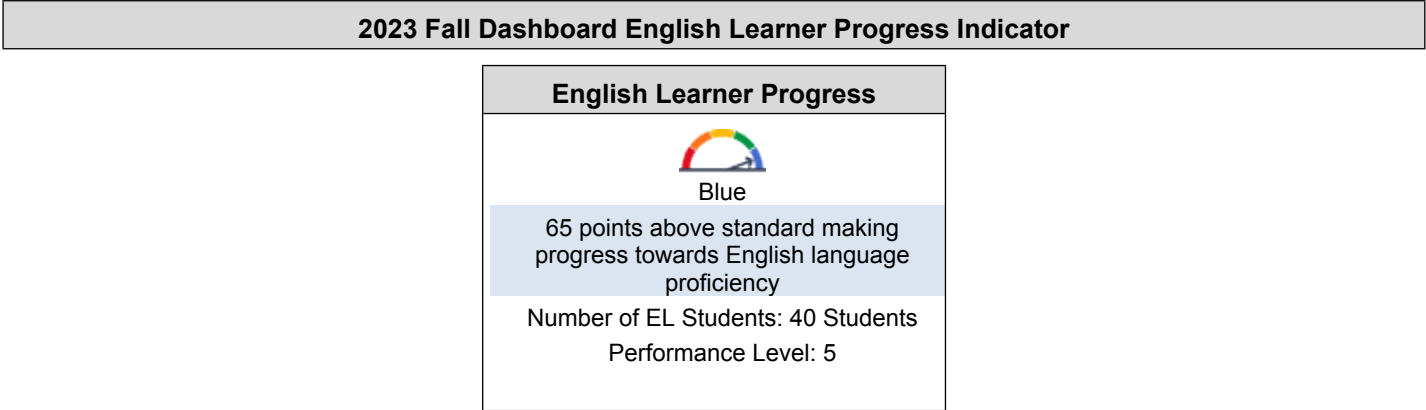 2023 Fall Dashboard English Learner Progress Indicator
English Learner Progress
Blue
65 points above standard making
progress towards English language
proficiency
Number of EL Students: 40 Students
Performance Level: 5